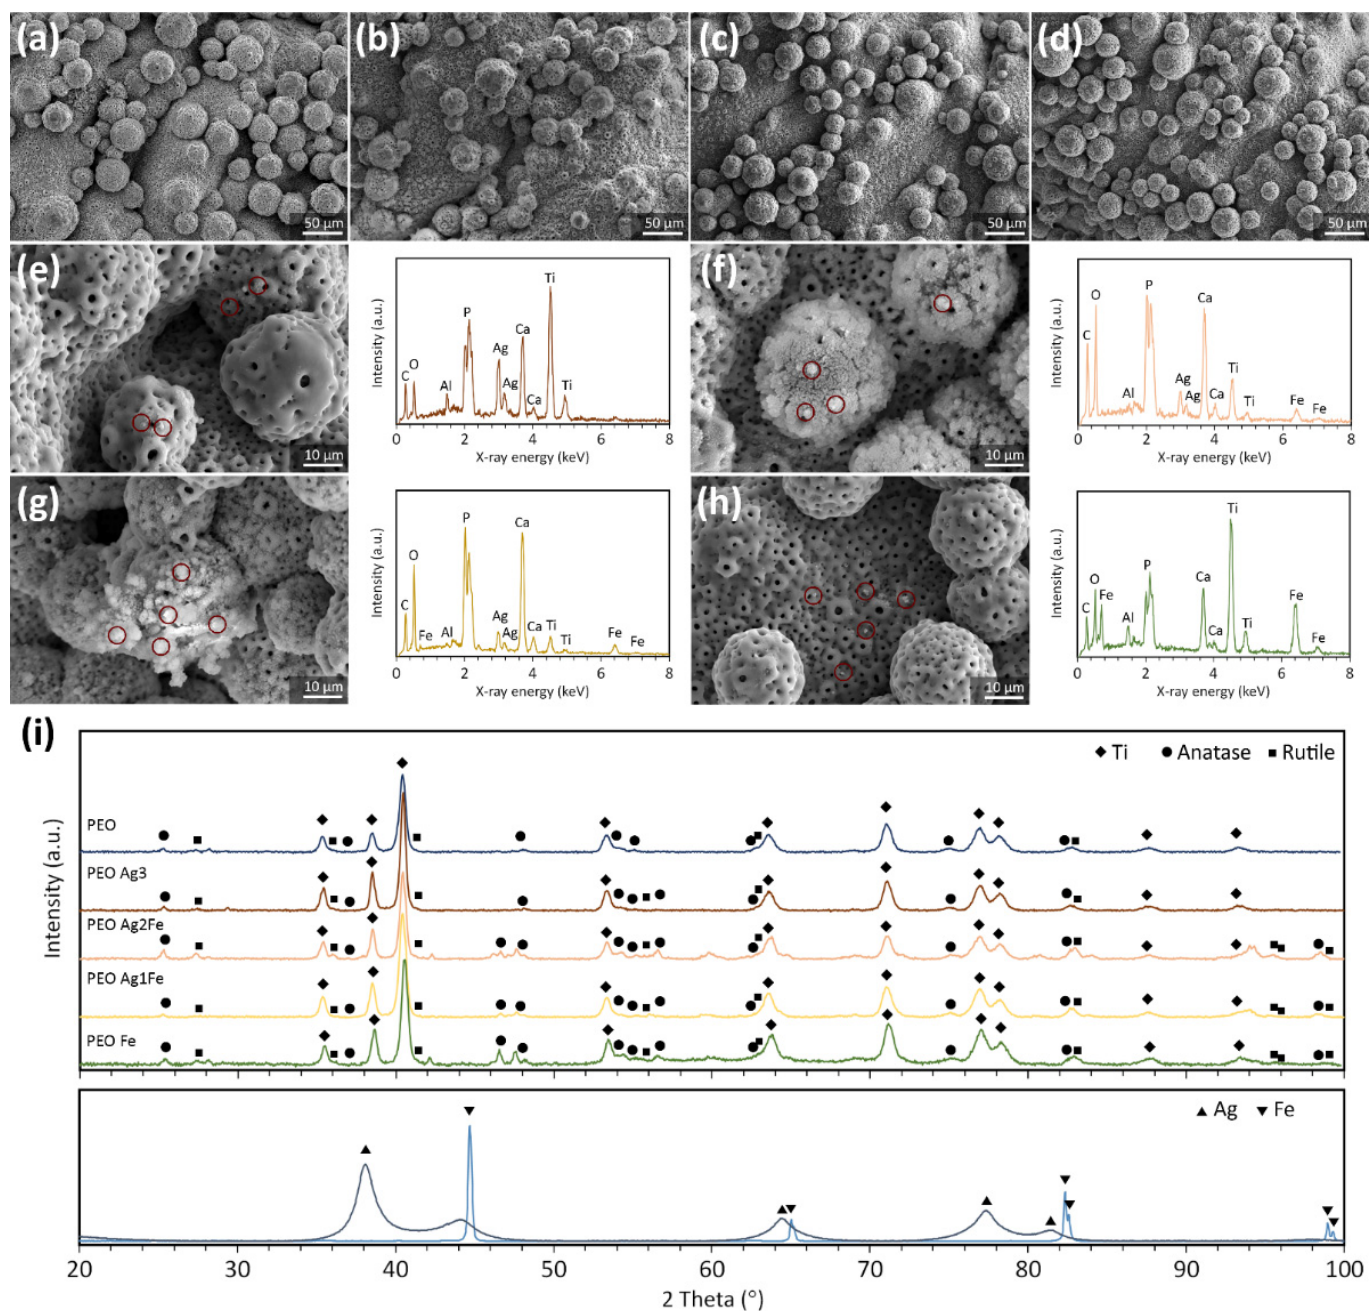 (a) (b) (c) (d)
50 µm 50 µm 50 µm 50 µm
(e)
10 µm
Intensity (a.u.)
C O Al P Ag Ag Ca Ca Ti Ti
0 2 4 6 8
X-ray energy (keV)
(f)
10 µm
Intensity (a.u.)
C O Al P Ag Ag Ca Ca Ti Ti Fe Fe
0 2 4 6 8
X-ray energy (keV)
(g)
10 µm
Intensity (a.u.)
C O Fe Al P Ag Ag Ca Ca Ti Ti Fe Fe
0 2 4 6 8
X-ray energy (keV)
(h)
10 µm
Intensity (a.u.)
C O Fe Al P Ca Ca Ti Ti Fe Fe
0 2 4 6 8
X-ray energy (keV)
(i)
Ti Anatase Rutile
PEO
PEO Ag3
PEO Ag2Fe
PEO Ag1Fe
PEO Fe
Intensity (a.u.)
Ag Fe
20 30 40 50 60 70 80 90 100
2 Theta (°)